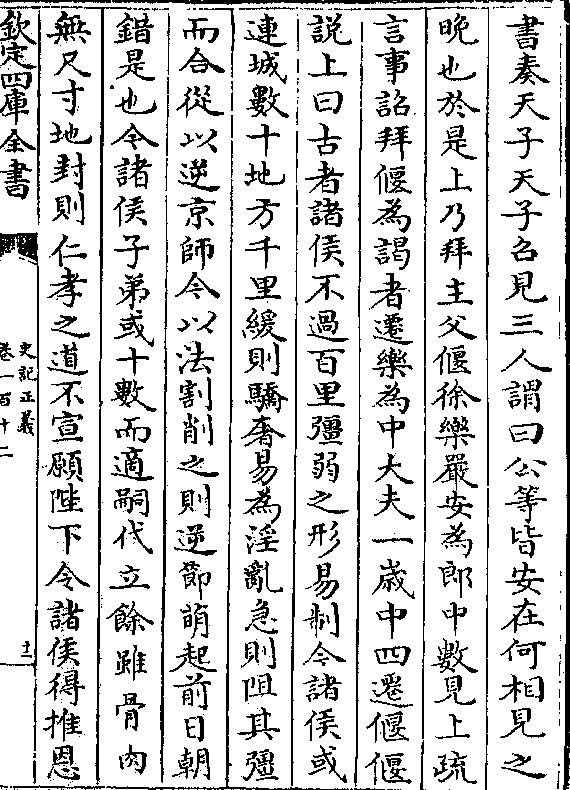 書奏天子天子召見三人謂曰公等皆安在何相見之
晚也於是上乃拜主父偃徐樂嚴安為郎中數見上疏
言事詔拜偃為謁者遷樂為中大夫一歲中四遷偃偃
說上曰古者諸侯不過百里彊弱之形易制今諸侯或
連城數十地方千里緩則驕奢易為淫亂急則阻其彊
而合從以逆京師今以法割削之則逆節萌起前日朝
錯是也今諸侯子弟或十數而適嗣代立餘雖骨肉
無尺寸地封則仁孝之道不宣願陛下令諸侯得推恩
欽定四庫全書
史記正義
卷一百十二
十一